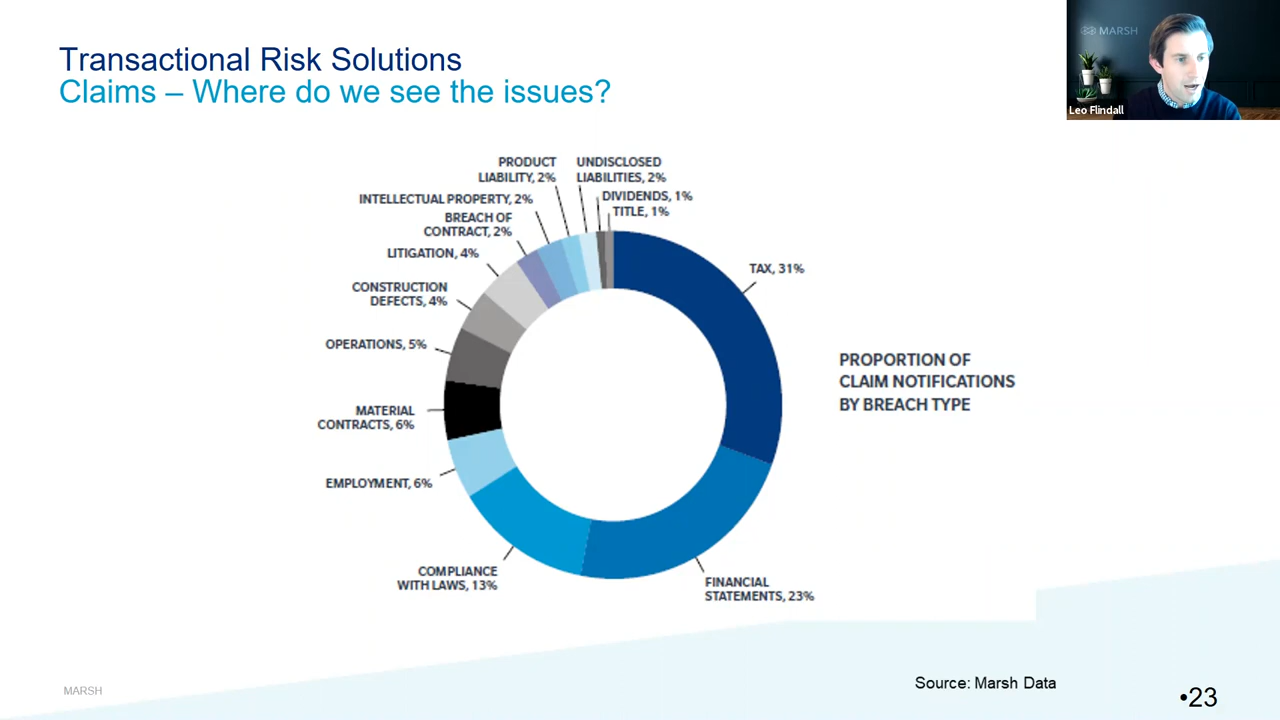 Transactional Risk Solutions
Claims – Where do we see the issues?
MARSH
Leo Flindall
PRODUCT
LIABILITY, 2%
UNDISCLOSED
LIABILITIES, 2%
INTELLECTUAL PROPERTY, 2%
DIVIDENDS, 1%
TITLE, 1%
BREACH OF
CONTRACT, 2%
LITIGATION, 4%
TAX, 31%
CONSTRUCTION
DEFECTS, 4%
OPERATIONS, 5%
PROPORTION OF
CLAIM NOTIFICATIONS
BY BREACH TYPE
MATERIAL
CONTRACTS, 6%
EMPLOYMENT, 6%
COMPLIANCE
WITH LAWS, 13%
FINANCIAL
STATEMENTS, 23%
Source: Marsh Data
MARSH
•23